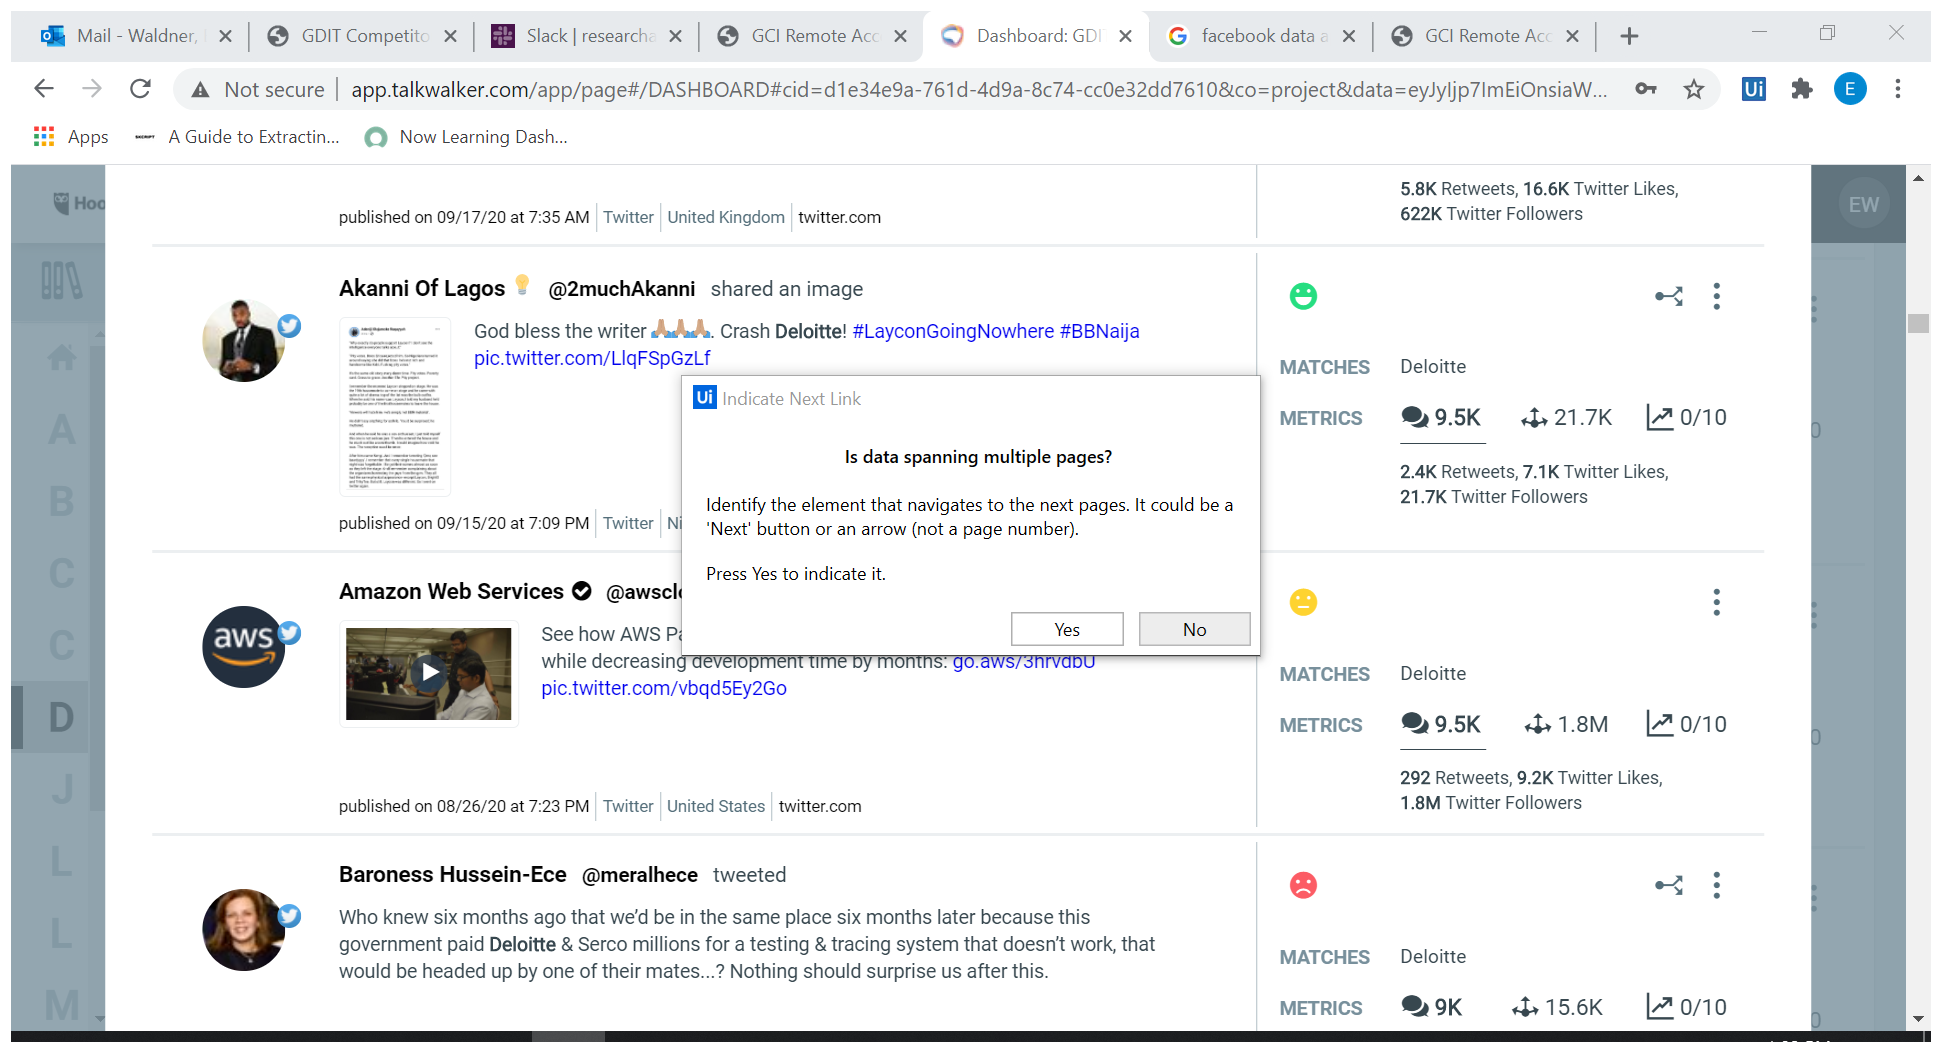 Mail - Waldner,
GDIT Competito
Slack | researcha
GCI Remote Acc
Dashboard: GDI
facebook data a
GCI Remote Acc
Not secure
app.talkwalker.com/app/page#/DASHBOARD#cid=d1e34e9a-761d-4d9a-8c74-cc0e32dd7610&co=project&data=eyJyIjp7ImEiOnsiaW...
Ui
E
Apps
A Guide to Extractin...
Now Learning Dash...
Hoo
EW
5.8K Retweets, 16.6K Twitter Likes,
622K Twitter Followers
published on 09/17/20 at 7:35 AM Twitter United Kingdom twitter.com
Akanni Of Lagos 💡 @2muchAkanni shared an image
God bless the writer 🙏🙏🙏. Crash Deloitte! #LayconGoingNowhere #BBNaija
pic.twitter.com/LlqFSpGzLf
MATCHES Deloitte
METRICS 9.5K 21.7K 0/10
2.4K Retweets, 7.1K Twitter Likes,
21.7K Twitter Followers
published on 09/15/20 at 7:09 PM Twitter Ni
Ui Indicate Next Link
Is data spanning multiple pages?
Identify the element that navigates to the next pages. It could be a
'Next' button or an arrow (not a page number).
Press Yes to indicate it.
Yes
No
Amazon Web Services @awsclo
aws
See how AWS Pa
while decreasing development time by months: go.aws/3hrvdbU
pic.twitter.com/vbqd5Ey2Go
MATCHES Deloitte
METRICS 9.5K 1.8M 0/10
292 Retweets, 9.2K Twitter Likes,
1.8M Twitter Followers
published on 08/26/20 at 7:23 PM Twitter United States twitter.com
Baroness Hussein-Ece @meralhece tweeted
Who knew six months ago that we’d be in the same place six months later because this
government paid Deloitte & Serco millions for a testing & tracing system that doesn’t work, that
would be headed up by one of their mates...? Nothing should surprise us after this.
MATCHES Deloitte
METRICS 9K 15.6K 0/10
A
B
C
C
D
J
L
L
M